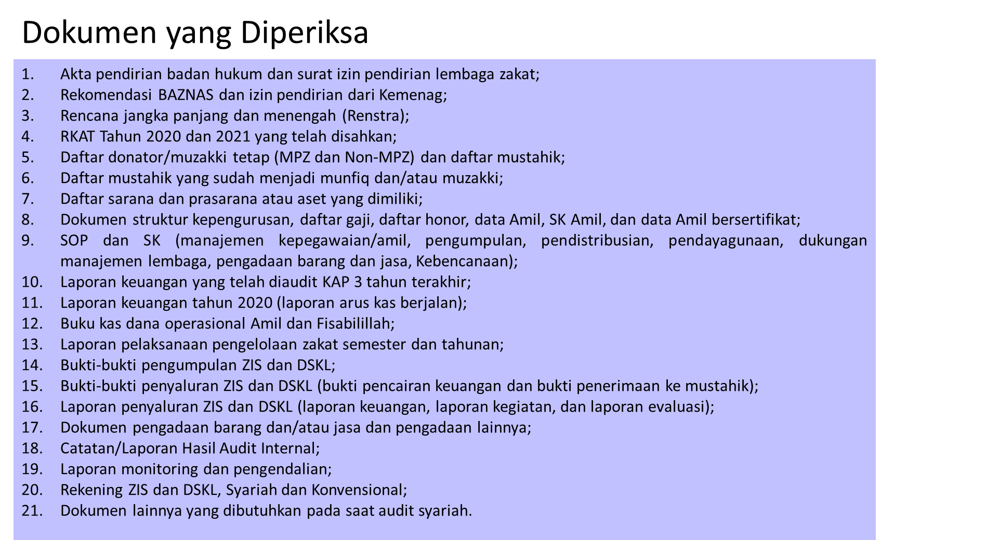 Dokumen yang Diperiksa
1. Akta pendirian badan hukum dan surat izin pendirian lembaga zakat;
2. Rekomendasi BAZNAS dan izin pendirian dari Kemenag;
3. Rencana jangka panjang dan menengah (Renstra);
4. RKAT Tahun 2020 dan 2021 yang telah disahkan;
5. Daftar donator/muzakki tetap (MPZ dan Non-MPZ) dan daftar mustahik;
6. Daftar mustahik yang sudah menjadi munfiq dan/atau muzakki;
7. Daftar sarana dan prasarana atau aset yang dimiliki;
8. Dokumen struktur kepengurusan, daftar gaji, daftar honor, data Amil, SK Amil, dan data Amil bersertifikat;
9. SOP dan SK (manajemen kepegawaian/amil, pengumpulan, pendistribusian, pendayagunaan, dukungan
manajemen lembaga, pengadaan barang dan jasa, Kebencanaan);
10. Laporan keuangan yang telah diaudit KAP 3 tahun terakhir;
11. Laporan keuangan tahun 2020 (laporan arus kas berjalan);
12. Buku kas dana operasional Amil dan Fisabilillah;
13. Laporan pelaksanaan pengelolaan zakat semester dan tahunan;
14. Bukti-bukti pengumpulan ZIS dan DSKL;
15. Bukti-bukti penyaluran ZIS dan DSKL (bukti pencairan keuangan dan bukti penerimaan ke mustahik);
16. Laporan penyaluran ZIS dan DSKL (laporan keuangan, laporan kegiatan, dan laporan evaluasi);
17. Dokumen pengadaan barang dan/atau jasa dan pengadaan lainnya;
18. Catatan/Laporan Hasil Audit Internal;
19. Laporan monitoring dan pengendalian;
20. Rekening ZIS dan DSKL, Syariah dan Konvensional;
21. Dokumen lainnya yang dibutuhkan pada saat audit syariah.